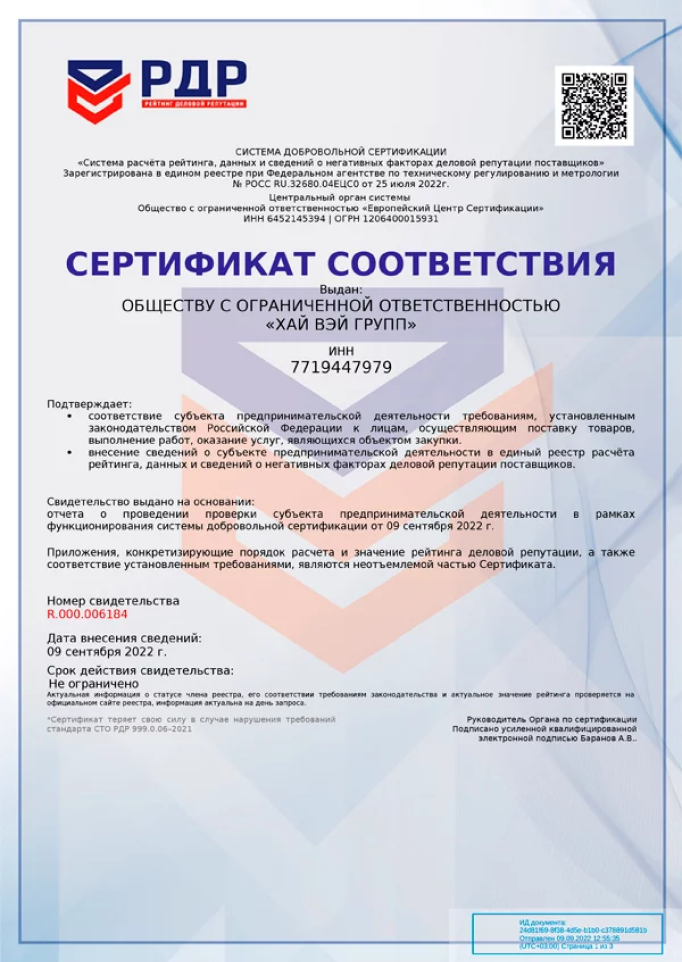 РДР
РЕЙТИНГ ДЕЛОВОЙ РЕПУТАЦИИ
СИСТЕМА ДОБРОВОЛЬНОЙ СЕРТИФИКАЦИИ
«Система расчёта рейтинга, данных и сведений о негативных факторах деловой репутации поставщиков»
Зарегистрирована в едином реестре при Федеральном агентстве по техническому регулированию и метрологии
№ РОСС RU.32680.04ЕЦС0 от 25 июля 2022г.
Центральный орган системы
Общество с ограниченной ответственностью «Европейский Центр Сертификации»
ИНН 6452145394 | ОГРН 1206400015931
СЕРТИФИКАТ СООТВЕТСТВИЯ
Выдан:
ОБЩЕСТВУ С ОГРАНИЧЕННОЙ ОТВЕТСТВЕННОСТЬЮ
«ХАЙ ВЭЙ ГРУПП»
ИНН
7719447979
Подтверждает:
• соответствие субъекта предпринимательской деятельности требованиям, установленным
законодательством Российской Федерации к лицам, осуществляющим поставку товаров,
выполнение работ, оказание услуг, являющихся объектом закупки.
• внесение сведений о субъекте предпринимательской деятельности в единый реестр расчёта
рейтинга, данных и сведений о негативных факторах деловой репутации поставщиков.
Свидетельство выдано на основании:
отчета о проведении проверки субъекта предпринимательской деятельности в рамках
функционирования системы добровольной сертификации от 09 сентября 2022 г.
Приложения, конкретизирующие порядок расчета и значение рейтинга деловой репутации, а также
соответствие установленным требованиями, являются неотъемлемой частью Сертификата.
Номер свидетельства
R.000.006184
Дата внесения сведений:
09 сентября 2022 г.
Срок действия свидетельства:
Не ограничено
Актуальная информация о статусе члена реестра, его соответствии требованиям законодательства и актуальное значение рейтинга проверяется на
официальном сайте реестра, информация актуальна на день запроса.
*Сертификат теряет свою силу в случае нарушения требований
стандарта СТО РДР 999.0.06–2021
Руководитель Органа по сертификации
Подписано усиленной квалифицированной
электронной подписью Баранов А.В..
ИД документа:
Отправлен 09.09.2022 12:55:35
(UTC+03:00) Страница 1 из 3